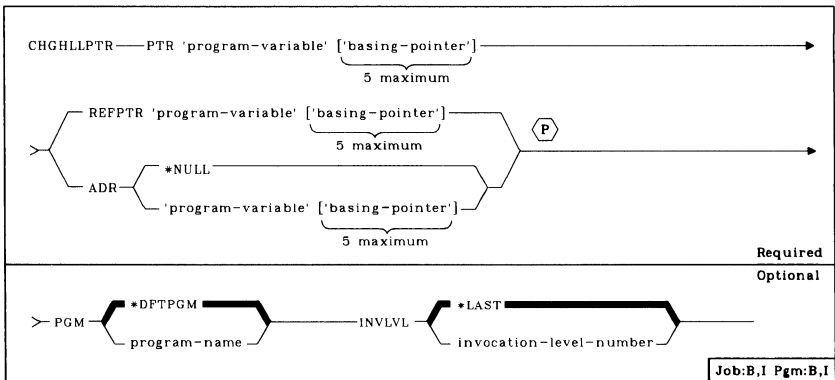 CHGHLLPTR PTR 'program-variable' ['basing-pointer']
5 maximum
REFPTR 'program-variable' ['basing-pointer']
5 maximum
P
ADR
*NULL
'program-variable' ['basing-pointer']
5 maximum
Required
Optional
PGM
*DFTPGM
program-name
INVLVL
*LAST
invocation-level-number
Job:B,I Pgm:B,I